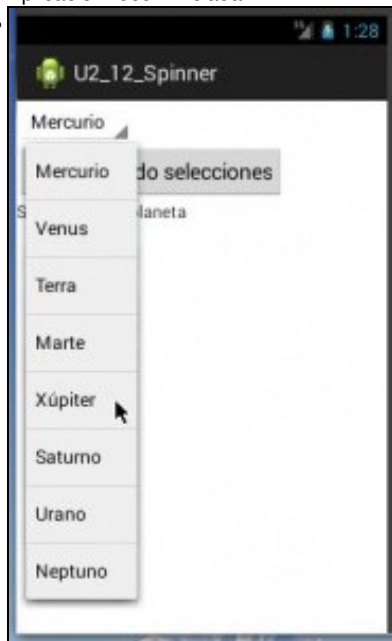 1:28
U2_12_Spinner
Mercurio
Mercurio
do selecciones
S
laneta
Venus
Terra
Marte
Xúpiter
Saturno
Urano
Neptuno